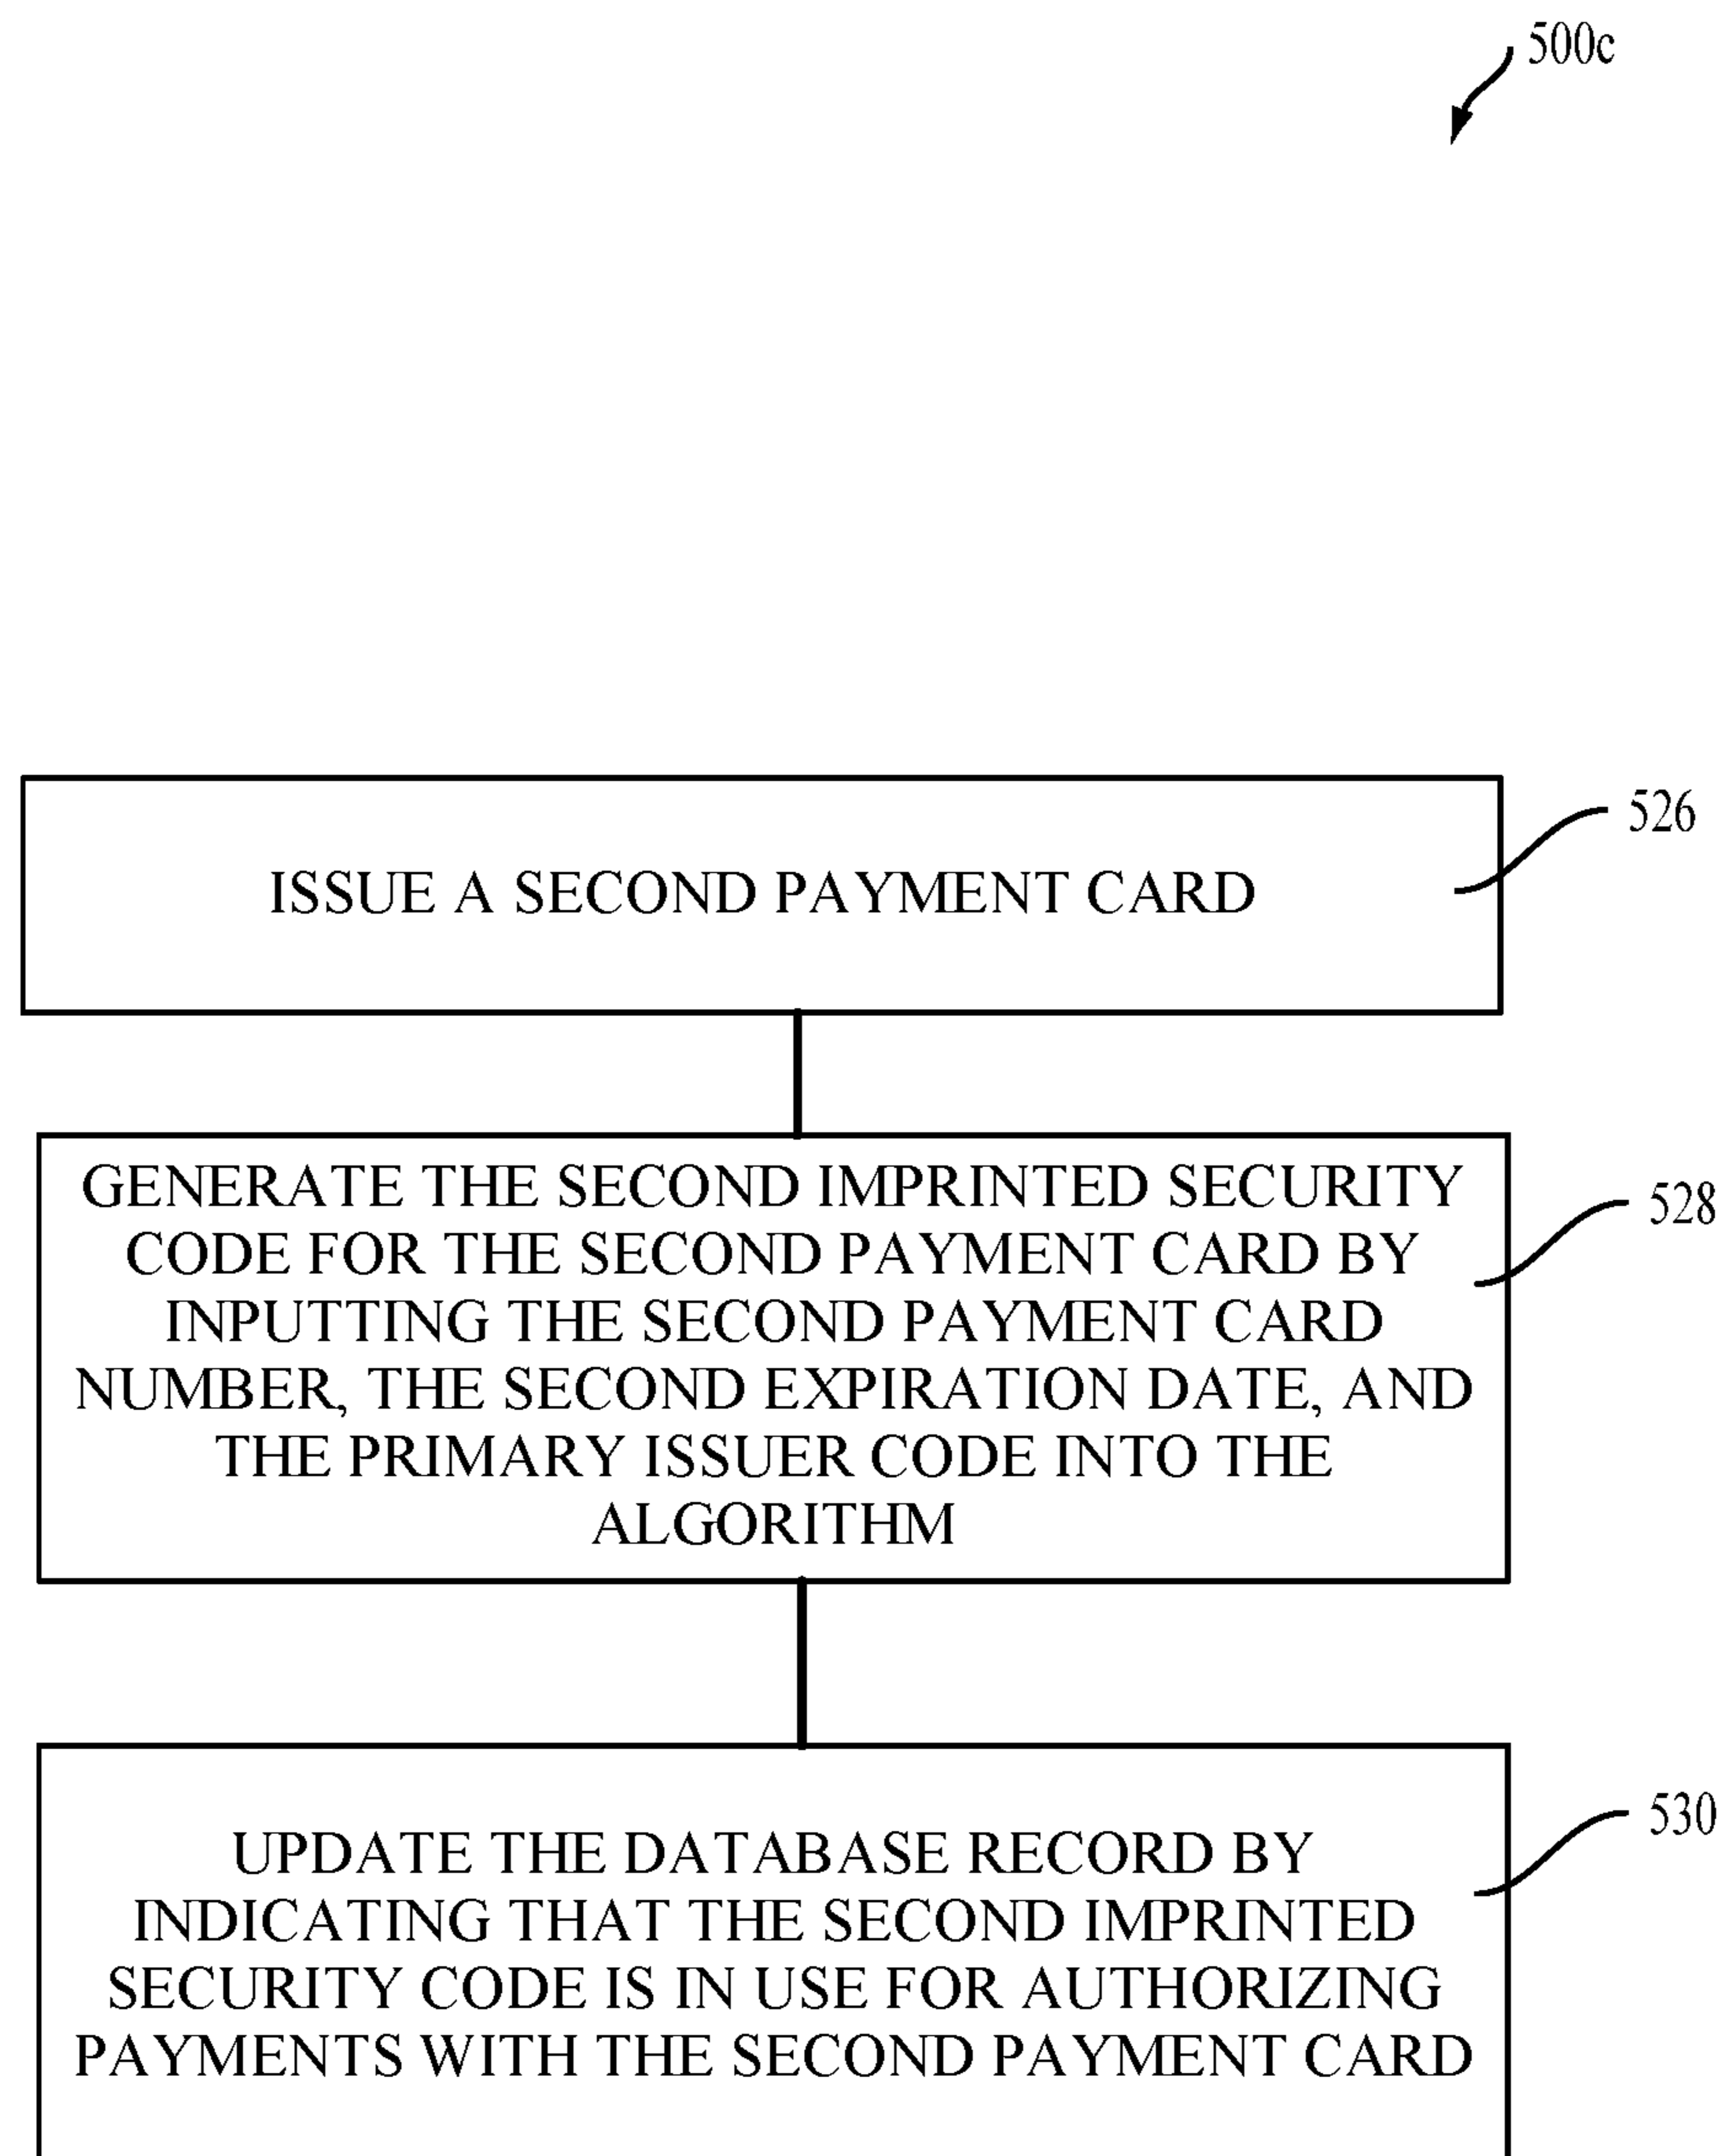 500c
ISSUE A SECOND PAYMENT CARD
526
GENERATE THE SECOND IMPRINTED SECURITY
CODE FOR THE SECOND PAYMENT CARD BY
INPUTTING THE SECOND PAYMENT CARD
NUMBER, THE SECOND EXPIRATION DATE, AND
THE PRIMARY ISSUER CODE INTO THE
ALGORITHM
528
UPDATE THE DATABASE RECORD BY
INDICATING THAT THE SECOND IMPRINTED
SECURITY CODE IS IN USE FOR AUTHORIZING
PAYMENTS WITH THE SECOND PAYMENT CARD
530